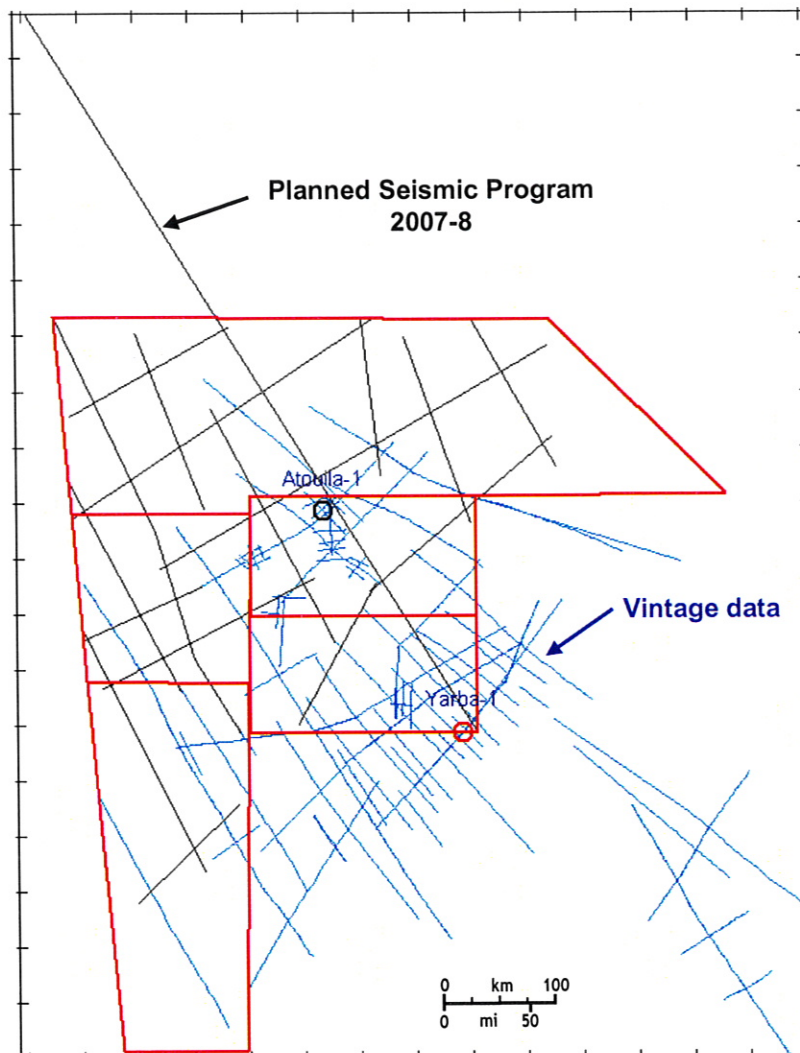 Planned Seismic Program
2007-8
Atouila-1
Vintage data
Yarba-1
0 km 100
0 mi 50